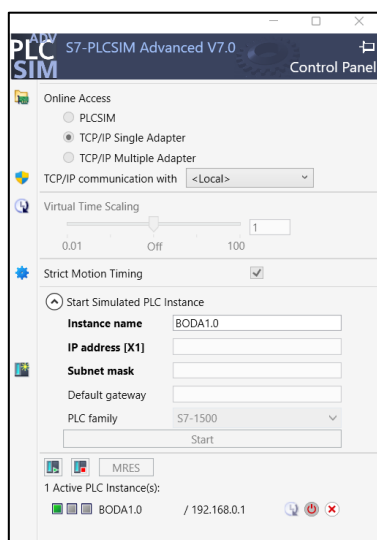 PLC ADV
SIM
S7-PLCSIM Advanced V7.0
Control Panel
Online Access
PLCSIM
TCP/IP Single Adapter
TCP/IP Multiple Adapter
TCP/IP communication with <Local>
Virtual Time Scaling
1
0.01 Off 100
Strict Motion Timing
Start Simulated PLC Instance
Instance name BODA1.0
IP address [X1]
Subnet mask
Default gateway
PLC family S7-1500
Start
MRES
1 Active PLC Instance(s):
BODA1.0 / 192.168.0.1